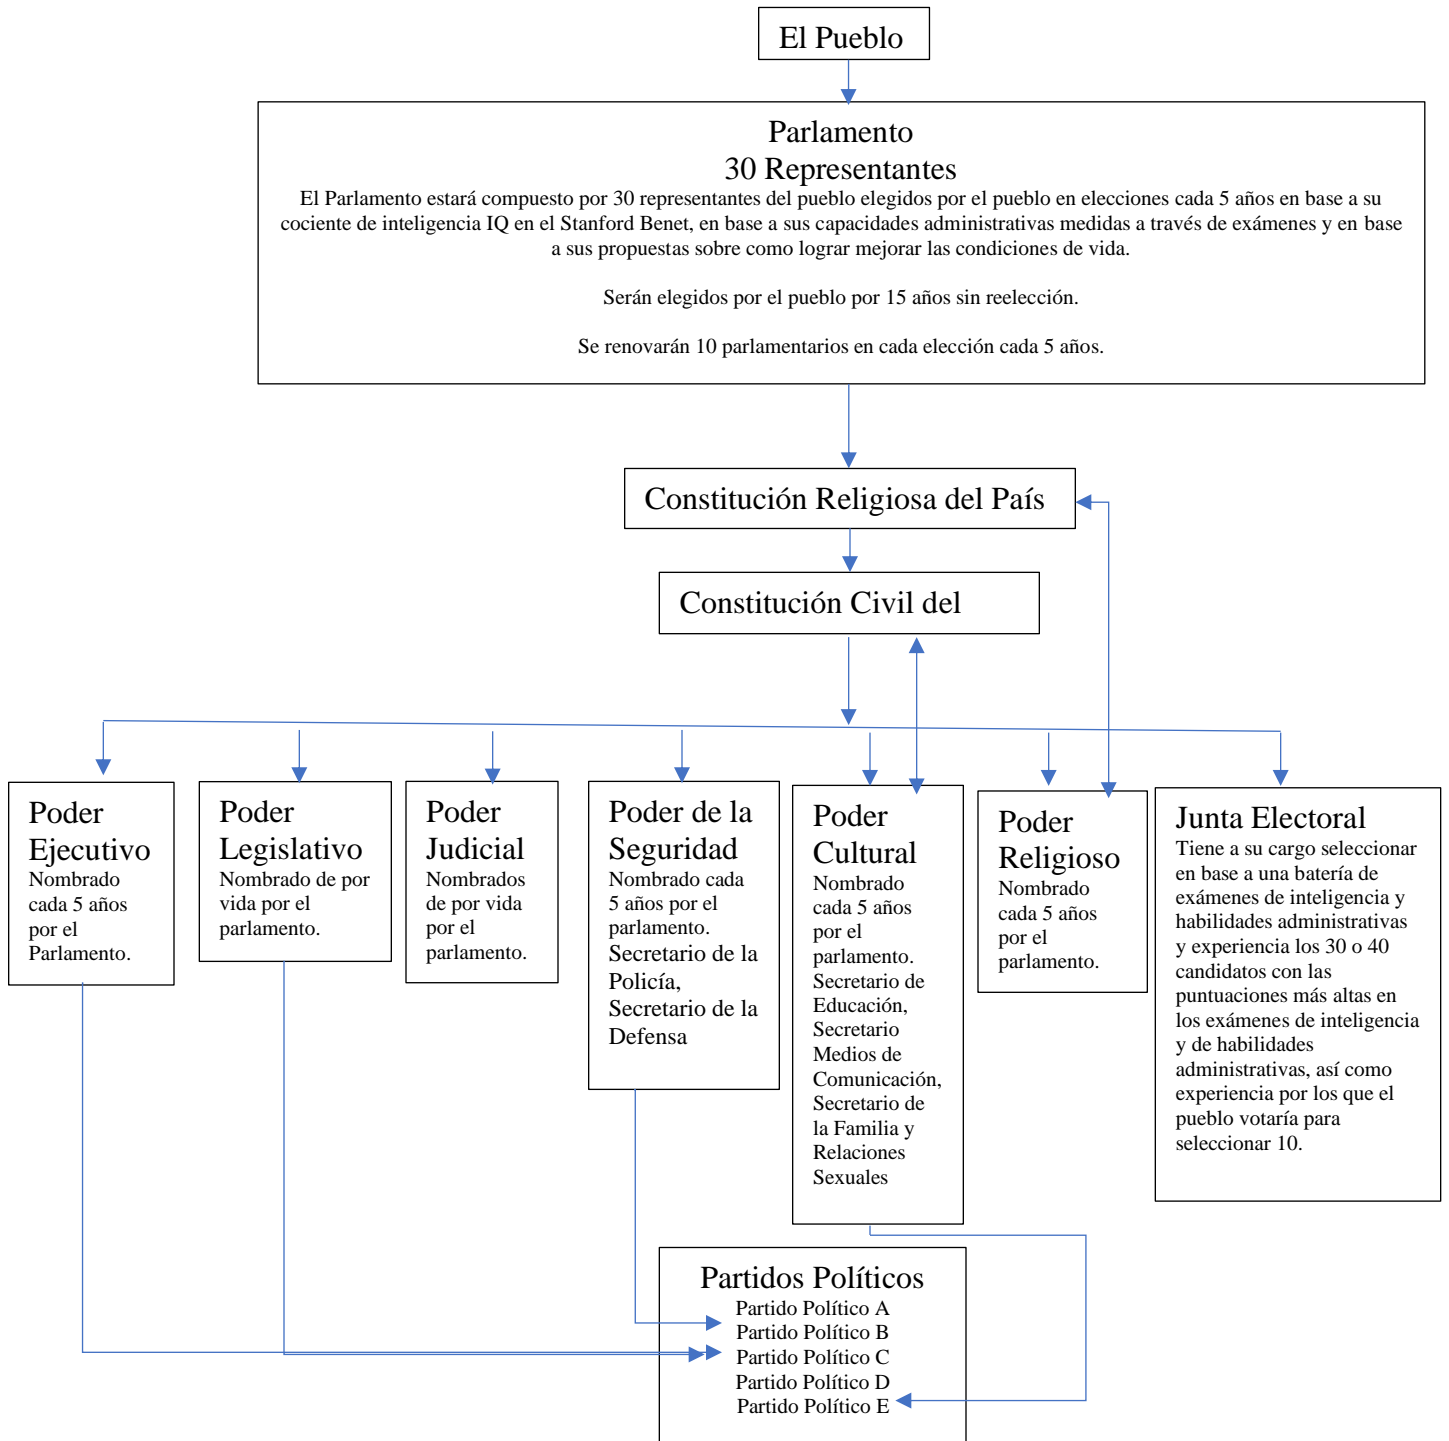 El Pueblo
Parlamento
30 Representantes
El Parlamento estará compuesto por 30 representantes del pueblo elegidos por el pueblo en elecciones cada 5 años en base a su
cociente de inteligencia IQ en el Stanford Benet, en base a sus capacidades administrativas medidas a través de exámenes y en base
a sus propuestas sobre como lograr mejorar las condiciones de vida.
Serán elegidos por el pueblo por 15 años sin reelección.
Se renovarán 10 parlamentarios en cada elección cada 5 años.
Constitución Religiosa del País
Constitución Civil del
Poder
Ejecutivo
Nombrado
cada 5 años
por el
Parlamento.
Poder
Legislativo
Nombrado de por
vida por el
parlamento.
Poder
Judicial
Nombrados
de por vida
por el
parlamento.
Poder de la
Seguridad
Nombrado cada
5 años por el
parlamento.
Secretario de la
Policía,
Secretario de la
Defensa
Poder
Cultural
Nombrado
cada 5 años
por el
parlamento.
Secretario de
Educación,
Secretario
Medios de
Comunicación,
Secretario de
la Familia y
Relaciones
Sexuales
Poder
Religioso
Nombrado
cada 5 años
por el
parlamento.
Junta Electoral
Tiene a su cargo seleccionar
en base a una batería de
exámenes de inteligencia y
habilidades administrativas
y experiencia los 30 o 40
candidatos con las
puntuaciones más altas en
los exámenes de inteligencia
y de habilidades
administrativas, así como
experiencia por los que el
pueblo votaría para
seleccionar 10.
Partidos Políticos
Partido Político A
Partido Político B
Partido Político C
Partido Político D
Partido Político E